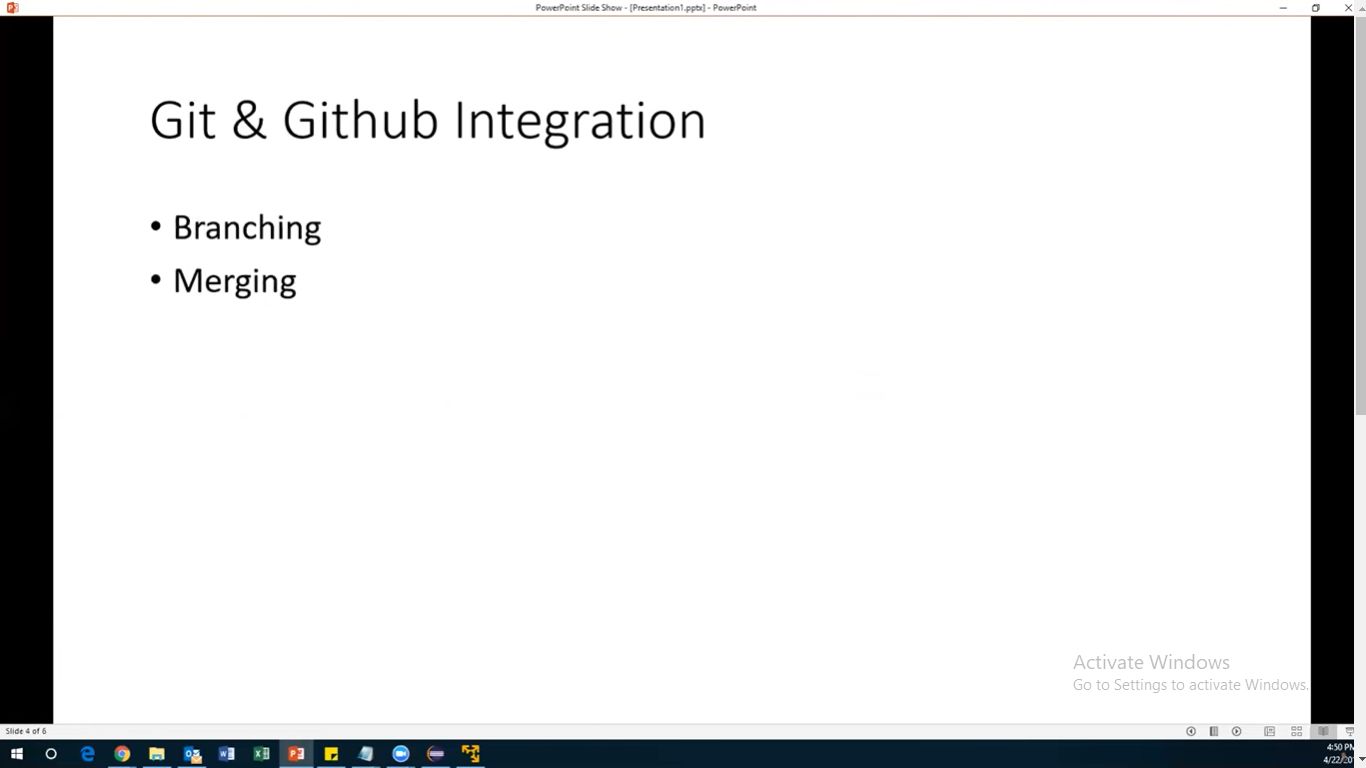 PowerPoint Slide Show - [Presentation1.pptx] - PowerPoint
Git & Github Integration
• Branching
• Merging
Activate Windows
Go to Settings to activate Windows.
Slide 4 of 6
4:50 PM